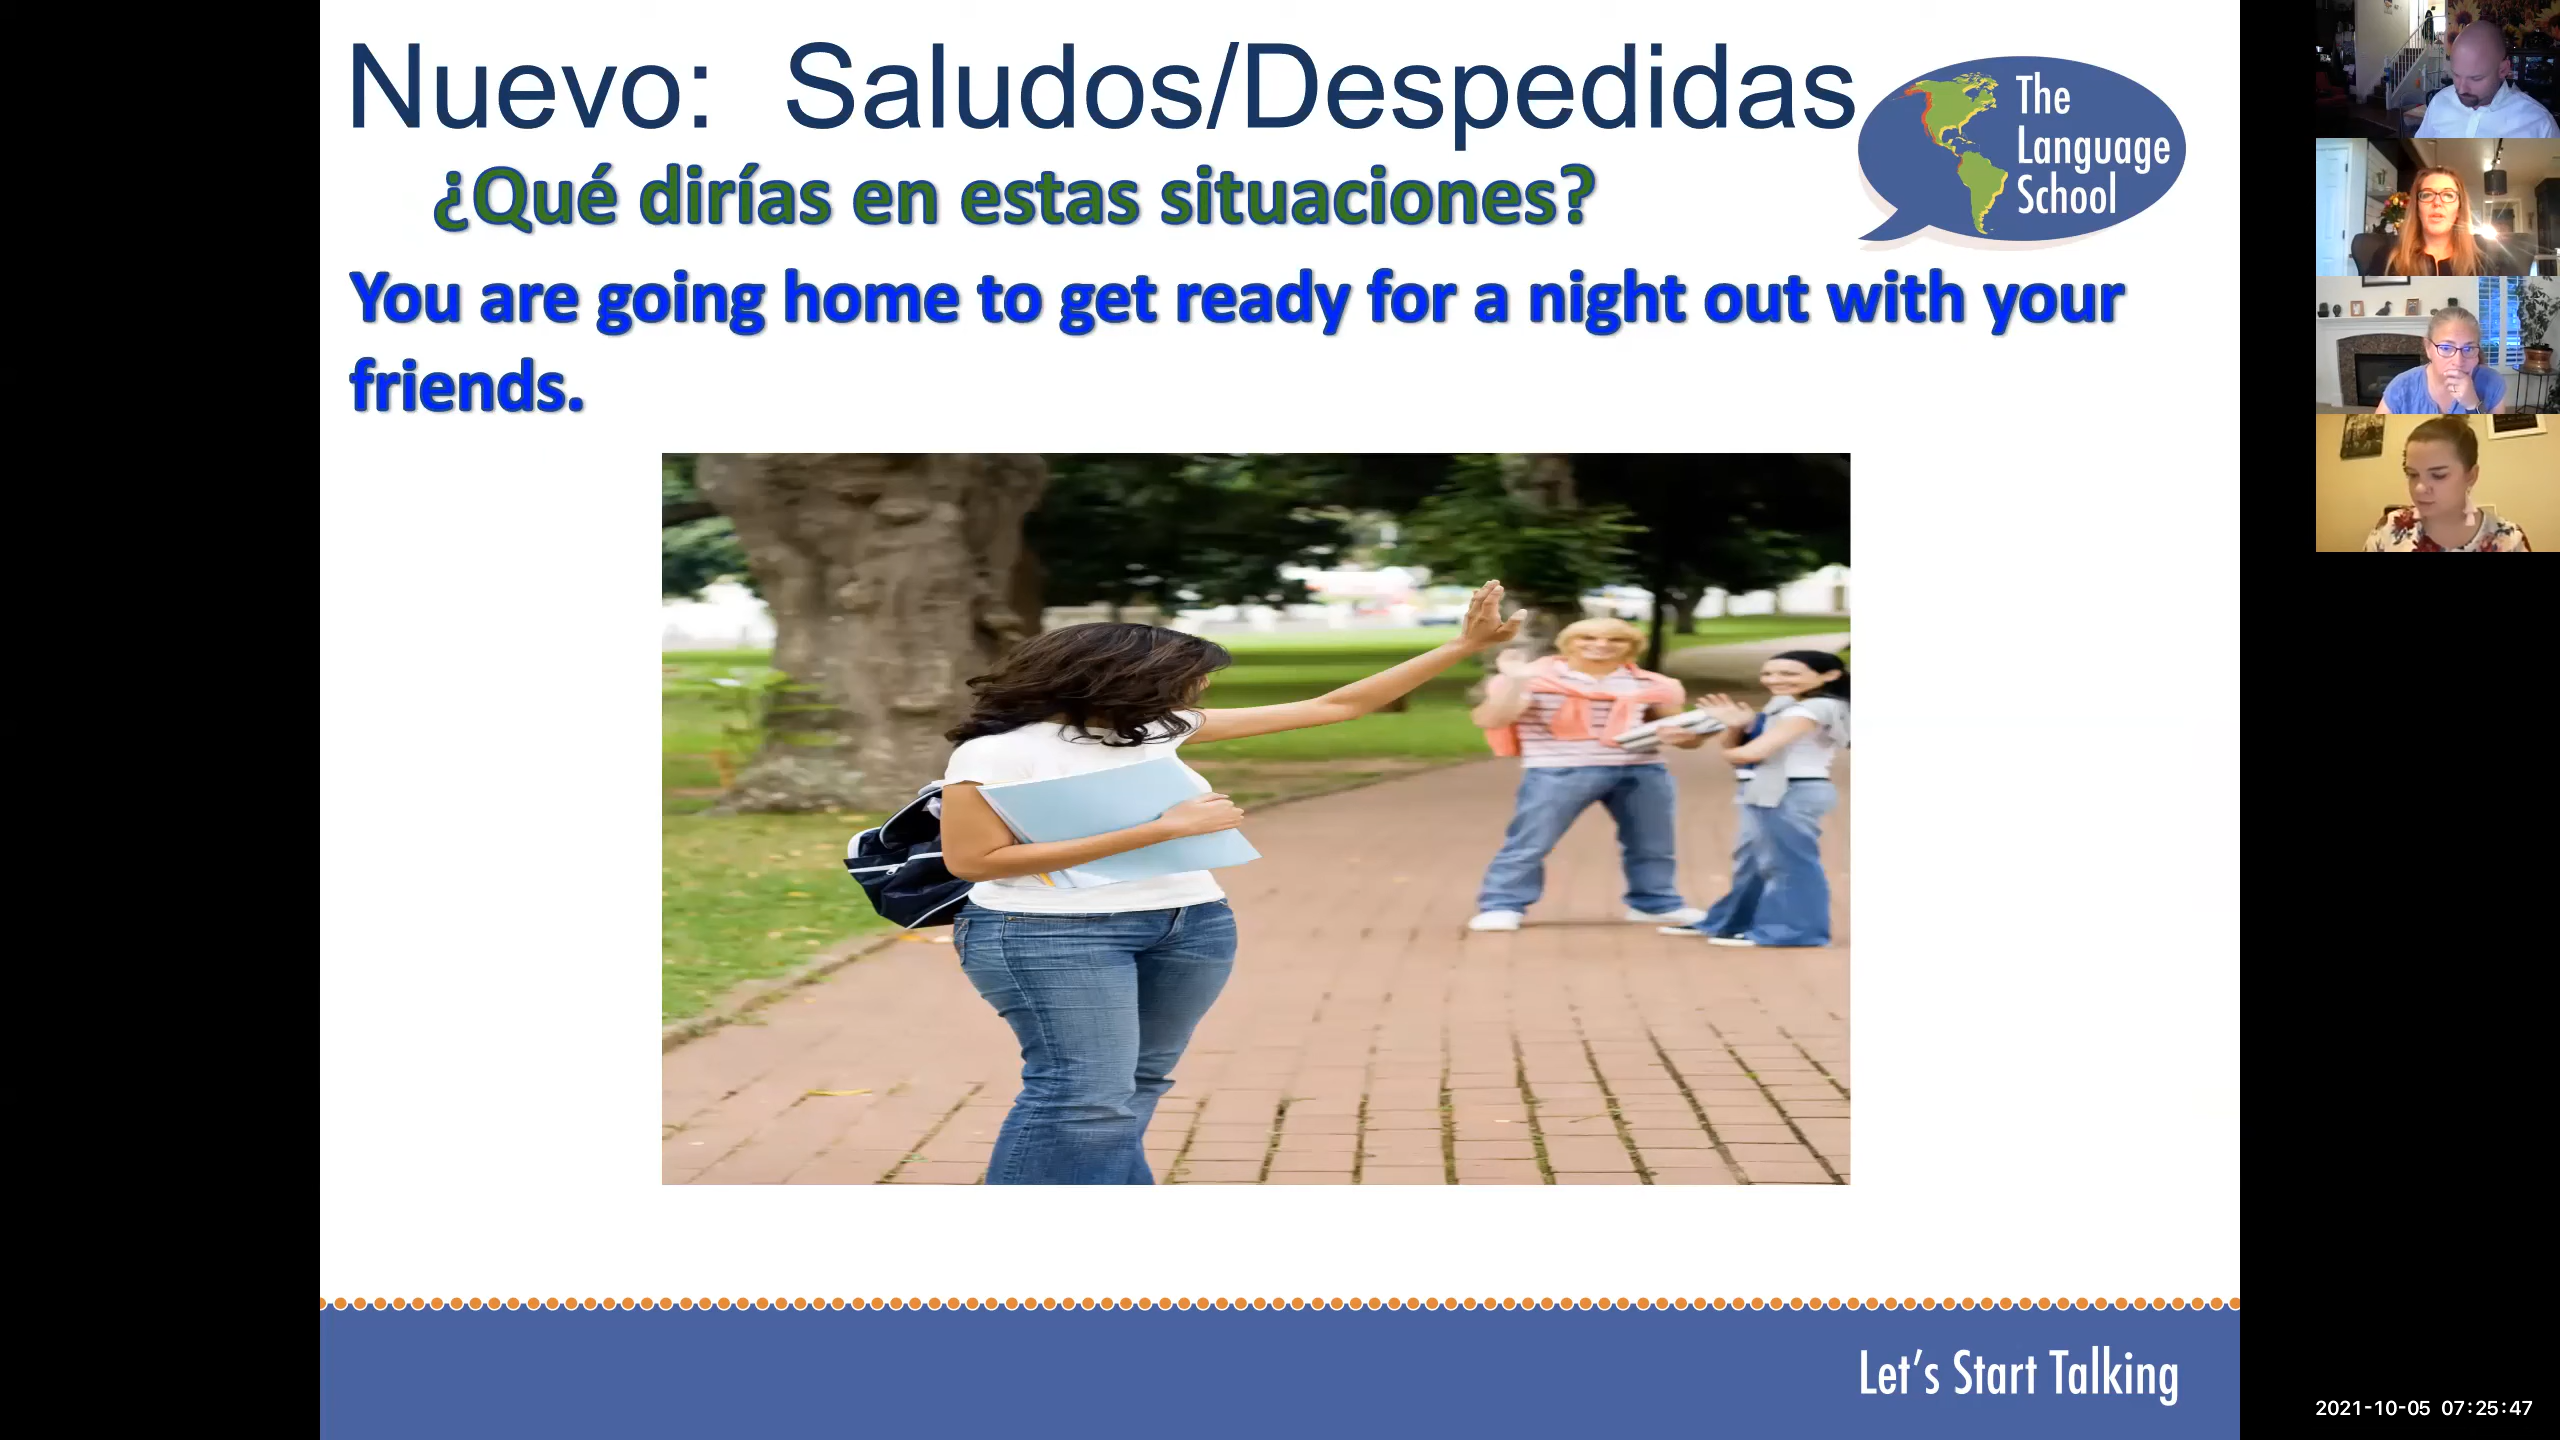 Nuevo: Saludos/Despedidas
¿Qué dirías en estas situaciones?
You are going home to get ready for a night out with your
friends.
The
Language
School
Let's Start Talking
2021-10-05 07:25:47